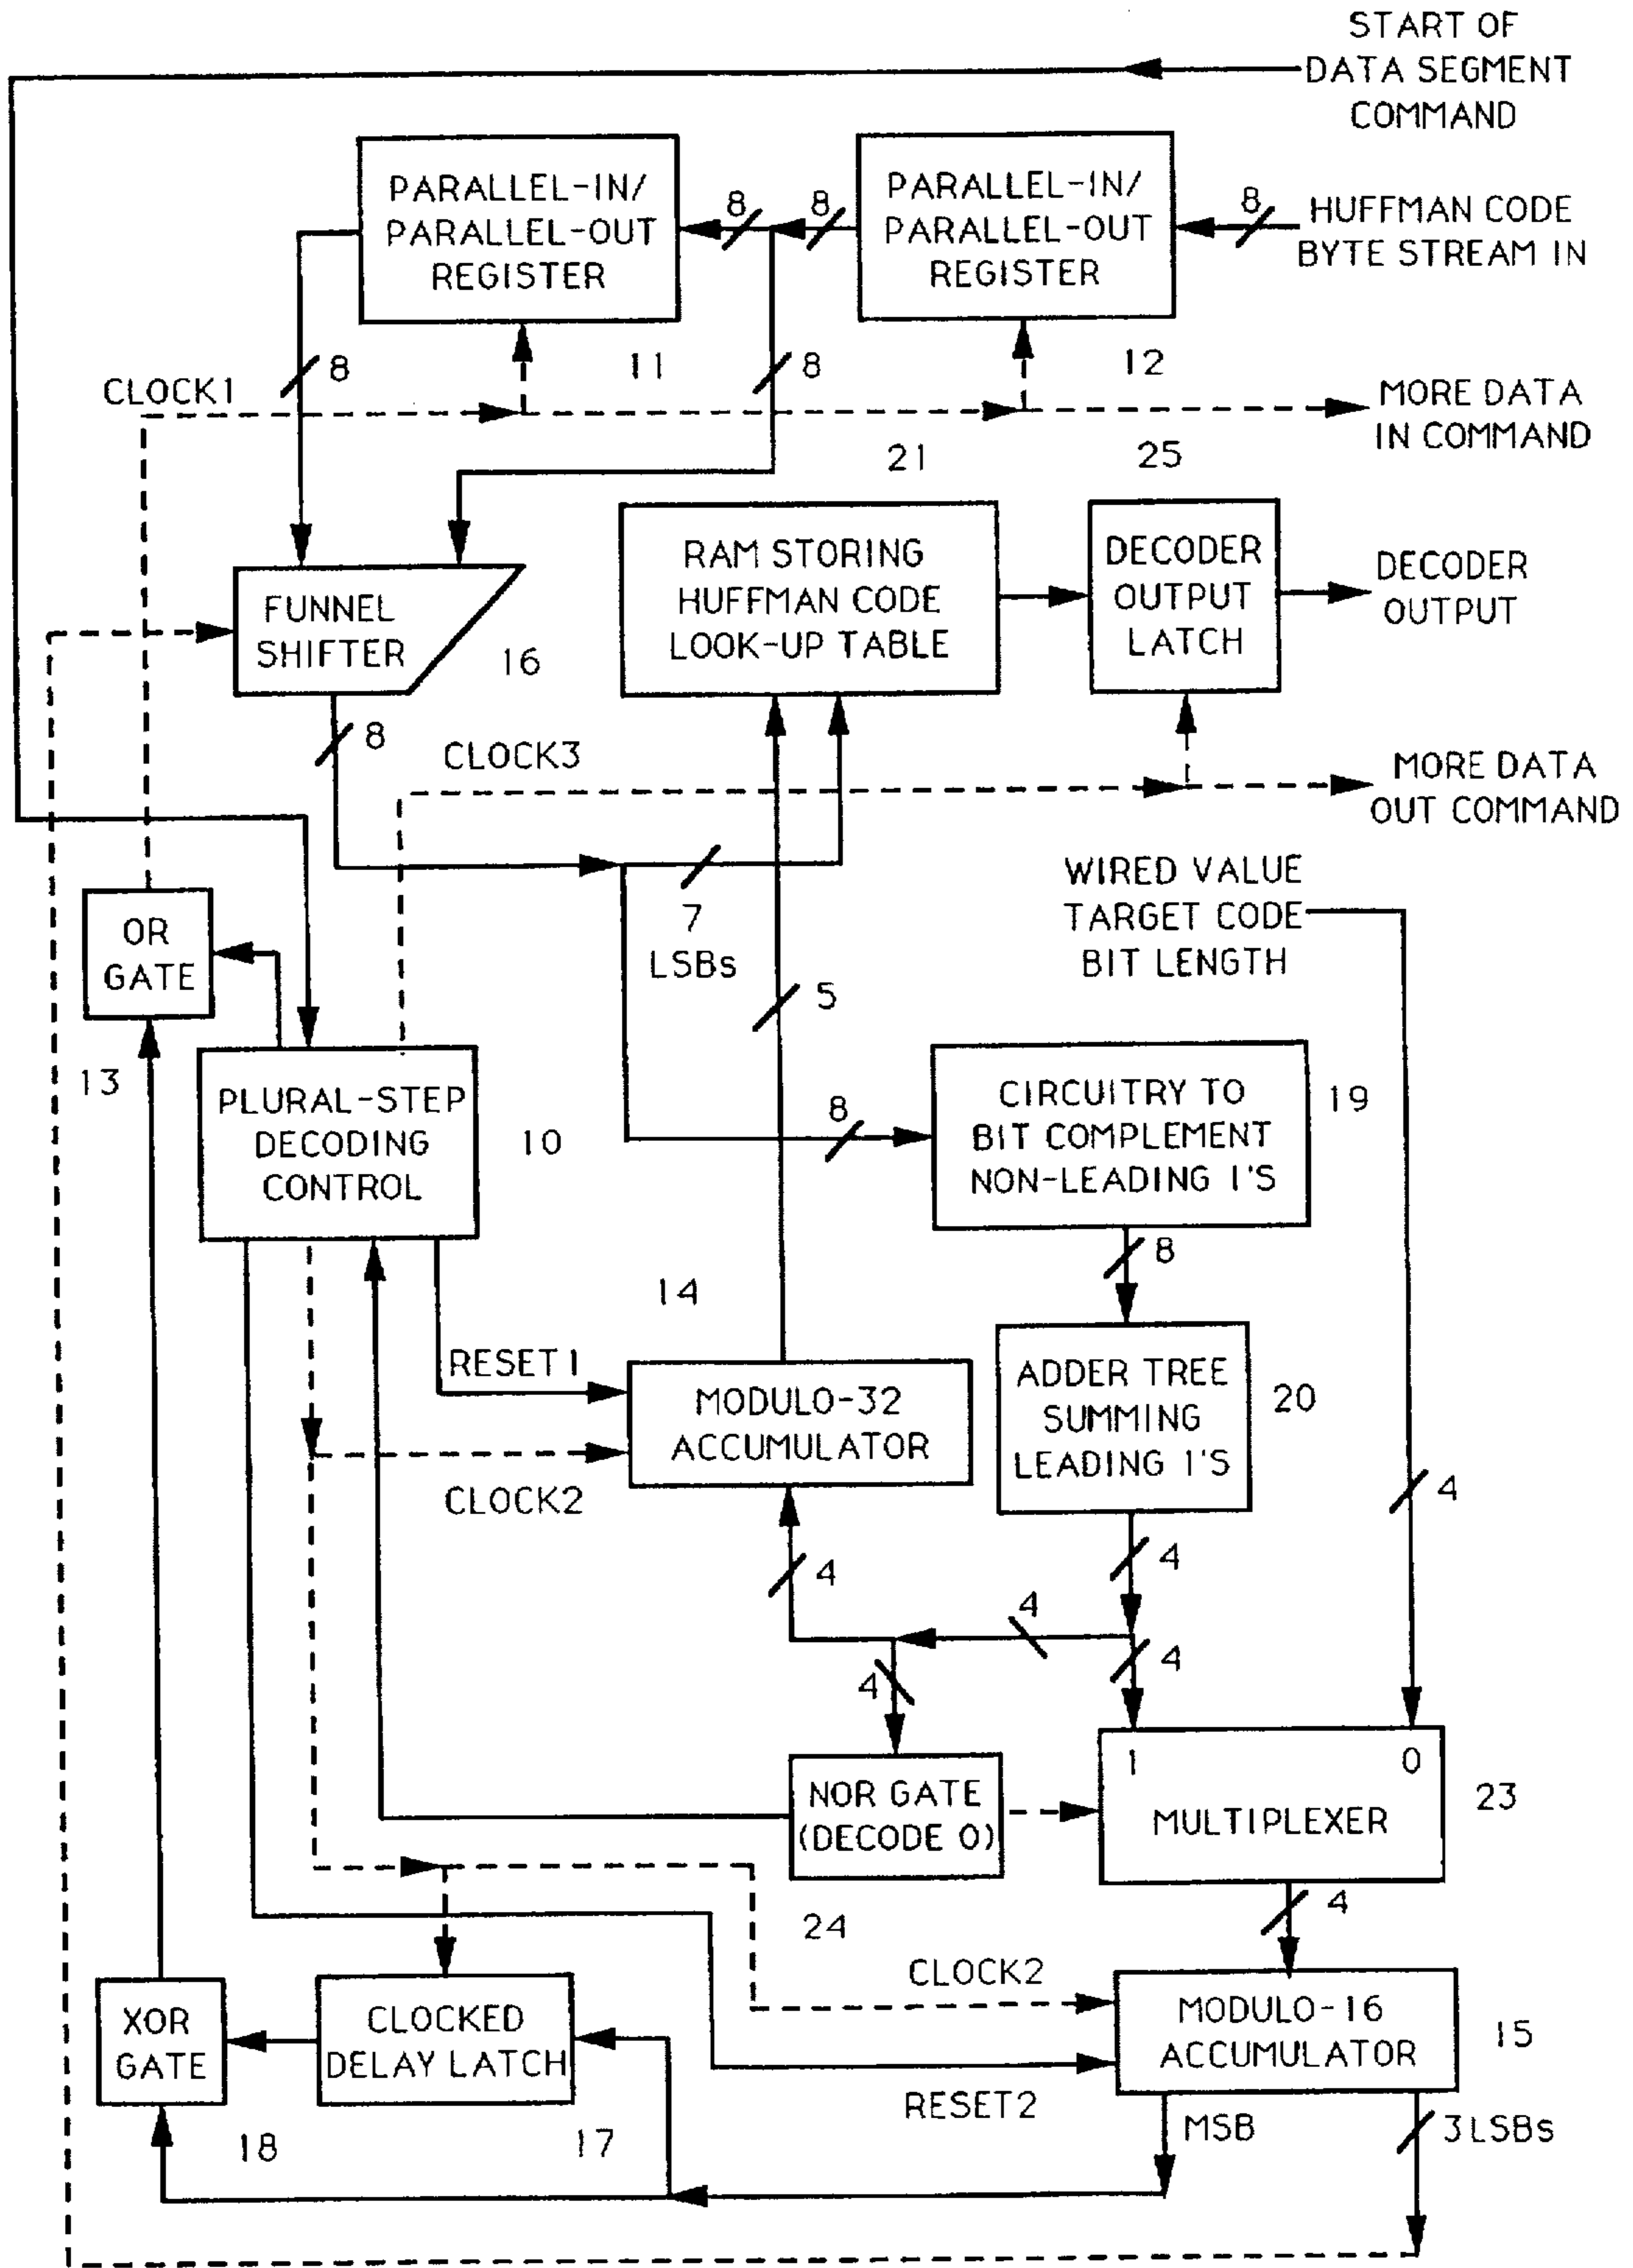 START OF
DATA SEGMENT
COMMAND
PARALLEL-IN/
PARALLEL-OUT
REGISTER
8
8
PARALLEL-IN/
PARALLEL-OUT
REGISTER
8
HUFFMAN CODE
BYTE STREAM IN
CLOCK1
8
11
8
12
MORE DATA
IN COMMAND
21
25
FUNNEL
SHIFTER
16
RAM STORING
HUFFMAN CODE
LOOK-UP TABLE
DECODER
OUTPUT
LATCH
DECODER
OUTPUT
8
CLOCK3
MORE DATA
OUT COMMAND
7
LSBs
WIRED VALUE
TARGET CODE
BIT LENGTH
OR
GATE
5
13
PLURAL-STEP
DECODING
CONTROL
10
8
CIRCUITRY TO
BIT COMPLEMENT
NON-LEADING 1'S
19
8
14
RESET1
MODULO-32
ACCUMULATOR
ADDER TREE
SUMMING
LEADING 1'S
20
CLOCK2
4
4
4
4
4
4
NOR GATE
(DECODE 0)
1
0
MULTIPLEXER
23
24
4
CLOCK2
XOR
GATE
CLOCKED
DELAY LATCH
MODULO-16
ACCUMULATOR
15
RESET2
MSB
3 LSBs
18
17